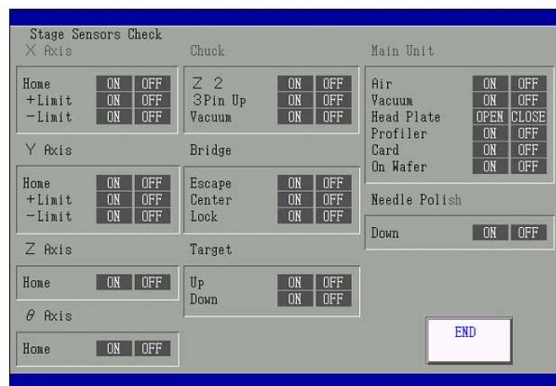 Stage Sensors Check
X Axis
Home ON OFF
+Limit ON OFF
-Limit ON OFF
Y Axis
Home ON OFF
+Limit ON OFF
-Limit ON OFF
Z Axis
Home ON OFF
θ Axis
Home ON OFF
Chuck
Z 2 ON OFF
3Pin Up ON OFF
Vacuum ON OFF
Bridge
Escape ON OFF
Center ON OFF
Lock ON OFF
Target
Up ON OFF
Down ON OFF
Main Unit
Air ON OFF
Vacuum ON OFF
Head Plate OPEN CLOSE
Profiler ON OFF
Card ON OFF
On Wafer ON OFF
Needle Polish
Down ON OFF
END